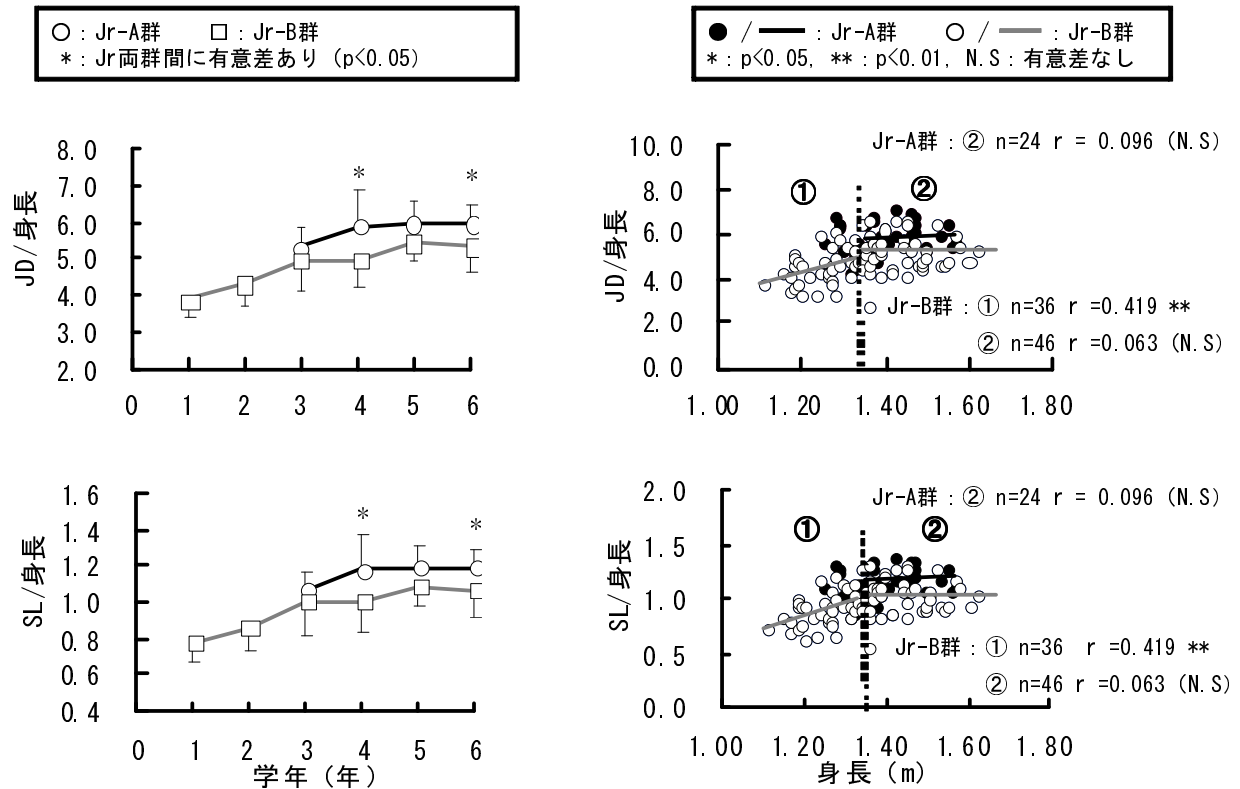 ○：Jr-A群　□：Jr-B群
＊：Jr両群間に有意差あり（p<0.05）
● / ━ ：Jr-A群　○ / ━ ：Jr-B群
＊：p<0.05, ＊＊：p<0.01, N.S：有意差なし
JD/身長
8.0
7.0
6.0
5.0
4.0
3.0
2.0
＊
＊
0 1 2 3 4 5 6
JD/身長
10.0
8.0
6.0
4.0
2.0
0.0
Jr-A群：② n=24 r = 0.096 (N.S)
① ②
Jr-B群：① n=36 r =0.419 **
② n=46 r =0.063 (N.S)
1.00 1.20 1.40 1.60 1.80
SL/身長
1.6
1.4
1.2
1.0
0.8
0.6
0.4
＊
＊
0 1 2 3 4 5 6
学年（年）
SL/身長
2.0
1.5
1.0
0.5
0.0
Jr-A群：② n=24 r = 0.096 (N.S)
① ②
Jr-B群：① n=36 r =0.419 **
② n=46 r =0.063 (N.S)
1.00 1.20 1.40 1.60 1.80
身長（m）